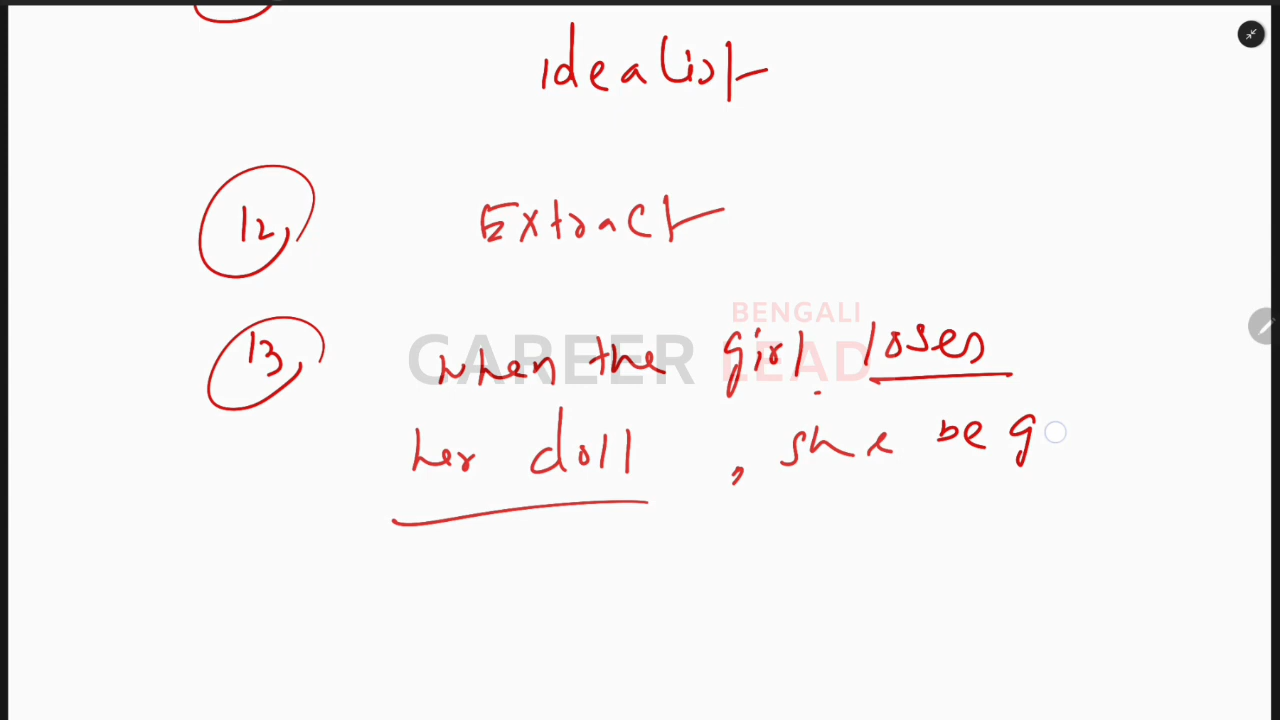 idealist
12, Extract
BENGALI
CAREER LEAD
13, when the girl loses
her doll, she beg